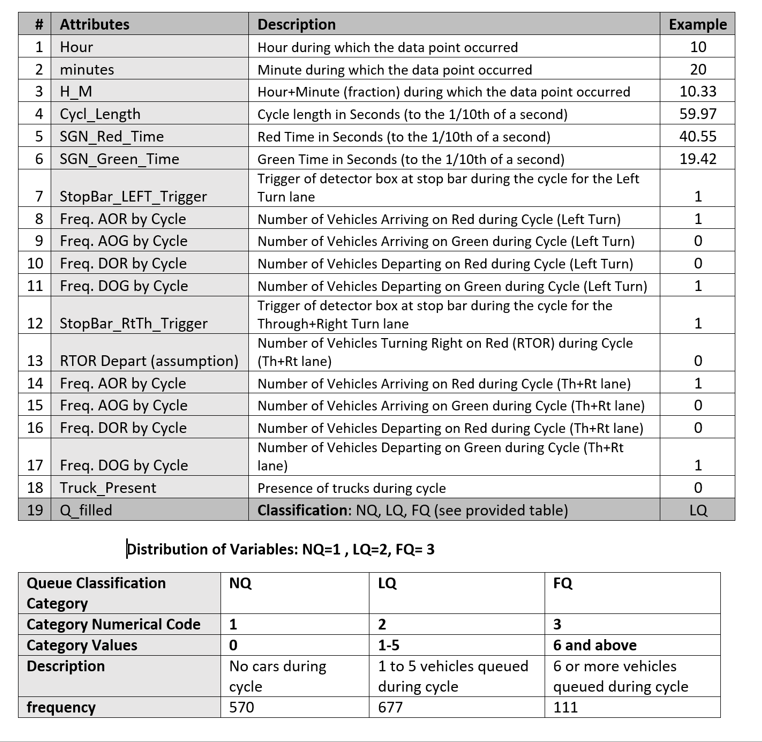 # Attributes Description Example
1 Hour Hour during which the data point occurred 10
2 minutes Minute during which the data point occurred 20
3 H_M Hour+Minute (fraction) during which the data point occurred 10.33
4 Cycl_Length Cycle length in Seconds (to the 1/10th of a second) 59.97
5 SGN_Red_Time Red Time in Seconds (to the 1/10th of a second) 40.55
6 SGN_Green_Time Green Time in Seconds (to the 1/10th of a second) 19.42
Trigger of detector box at stop bar during the cycle for the Left
7 StopBar_LEFT_Trigger Turn lane 1
8 Freq. AOR by Cycle Number of Vehicles Arriving on Red during Cycle (Left Turn) 1
9 Freq. AOG by Cycle Number of Vehicles Arriving on Green during Cycle (Left Turn) 0
10 Freq. DOR by Cycle Number of Vehicles Departing on Red during Cycle (Left Turn) 0
11 Freq. DOG by Cycle Number of Vehicles Departing on Green during Cycle (Left Turn) 1
Trigger of detector box at stop bar during the cycle for the
12 StopBar_RtTh_Trigger Through+Right Turn lane 1
Number of Vehicles Turning Right on Red (RTOR) during Cycle
13 RTOR Depart (assumption) (Th+Rt lane) 0
14 Freq. AOR by Cycle Number of Vehicles Arriving on Red during Cycle (Th+Rt lane) 1
15 Freq. AOG by Cycle Number of Vehicles Arriving on Green during Cycle (Th+Rt lane) 0
16 Freq. DOR by Cycle Number of Vehicles Departing on Red during Cycle (Th+Rt lane) 0
Number of Vehicles Departing on Green during Cycle (Th+Rt
17 Freq. DOG by Cycle lane) 1
18 Truck_Present Presence of trucks during cycle 0
19 Q_filled Classification: NQ, LQ, FQ (see provided table) LQ
Distribution of Variables: NQ=1 , LQ=2, FQ= 3
Queue Classification NQ LQ FQ
Category
Category Numerical Code 1 2 3
Category Values 0 1-5 6 and above
Description No cars during 1 to 5 vehicles queued 6 or more vehicles
cycle during cycle queued during cycle
frequency 570 677 111